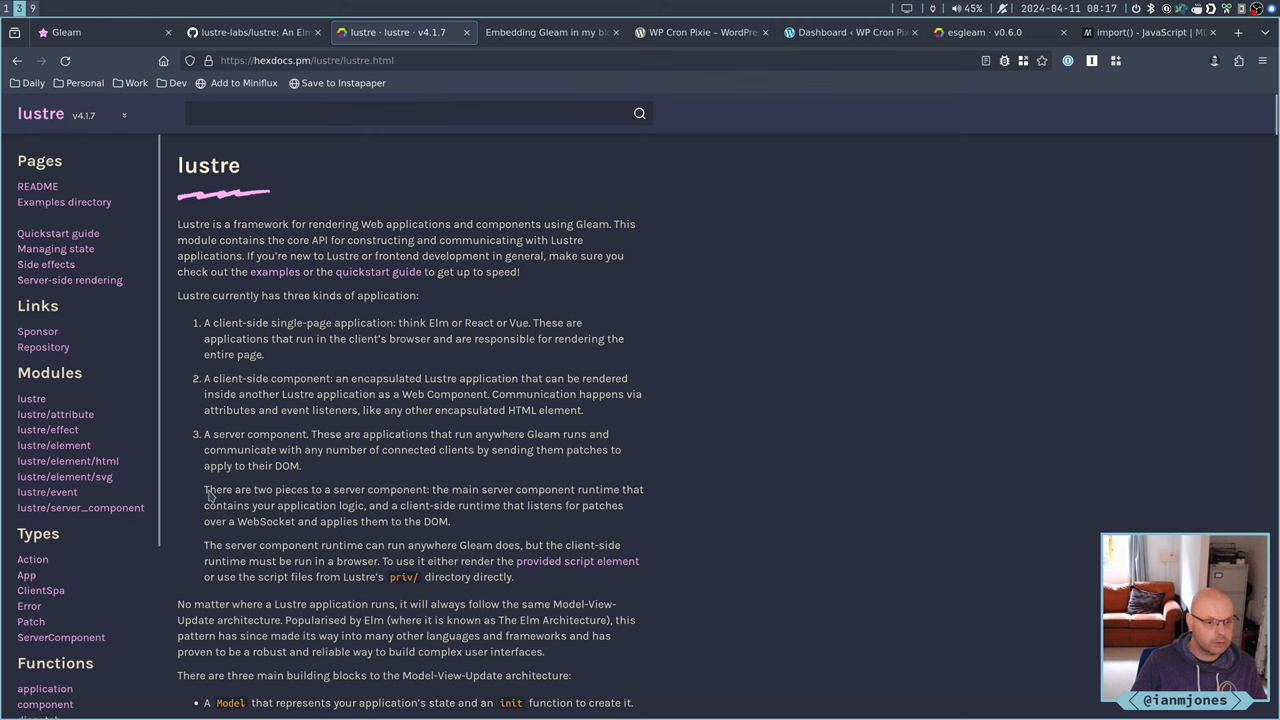 1 3 9
45% 2024-04-11 08:17
Gleam
lustre-labs/lustre: An Elm
lustre · lustre · v4.1.7
Embedding Gleam in my blo
WP Cron Pixie – WordPres
Dashboard ‹ WP Cron Pixie
esgleam · v0.6.0
import() - JavaScript | MD
https://hexdocs.pm/lustre/lustre.html
Daily
Personal
Work
Dev
Add to Miniflux
Save to Instapaper
lustre v4.1.7
Pages
README
Examples directory
Quickstart guide
Managing state
Side effects
Server-side rendering
Links
Sponsor
Repository
Modules
lustre
lustre/attribute
lustre/effect
lustre/element
lustre/element/html
lustre/element/svg
lustre/event
lustre/server_component
Types
Action
App
ClientSpa
Error
Patch
ServerComponent
Functions
application
component
lustre
Lustre is a framework for rendering Web applications and components using Gleam. This
module contains the core API for constructing and communicating with Lustre
applications. If you're new to Lustre or frontend development in general, make sure you
check out the examples or the quickstart guide to get up to speed!
Lustre currently has three kinds of application:
1. A client-side single-page application: think Elm or React or Vue. These are
applications that run in the client's browser and are responsible for rendering the
entire page.
2. A client-side component: an encapsulated Lustre application that can be rendered
inside another Lustre application as a Web Component. Communication happens via
attributes and event listeners, like any other encapsulated HTML element.
3. A server component. These are applications that run anywhere Gleam runs and
communicate with any number of connected clients by sending them patches to
apply to their DOM.
There are two pieces to a server component: the main server component runtime that
contains your application logic, and a client-side runtime that listens for patches
over a WebSocket and applies them to the DOM.
The server component runtime can run anywhere Gleam does, but the client-side
runtime must be run in a browser. To use it either render the provided script element
or use the script files from Lustre's priv/ directory directly.
No matter where a Lustre application runs, it will always follow the same Model-View-
Update architecture. Popularised by Elm (where it is known as The Elm Architecture), this
pattern has since made its way into many other languages and frameworks and has
proven to be a robust and reliable way to build complex user interfaces.
There are three main building blocks to the Model-View-Update architecture:
• A Model that represents your application's state and an init function to create it.
@ianmjones